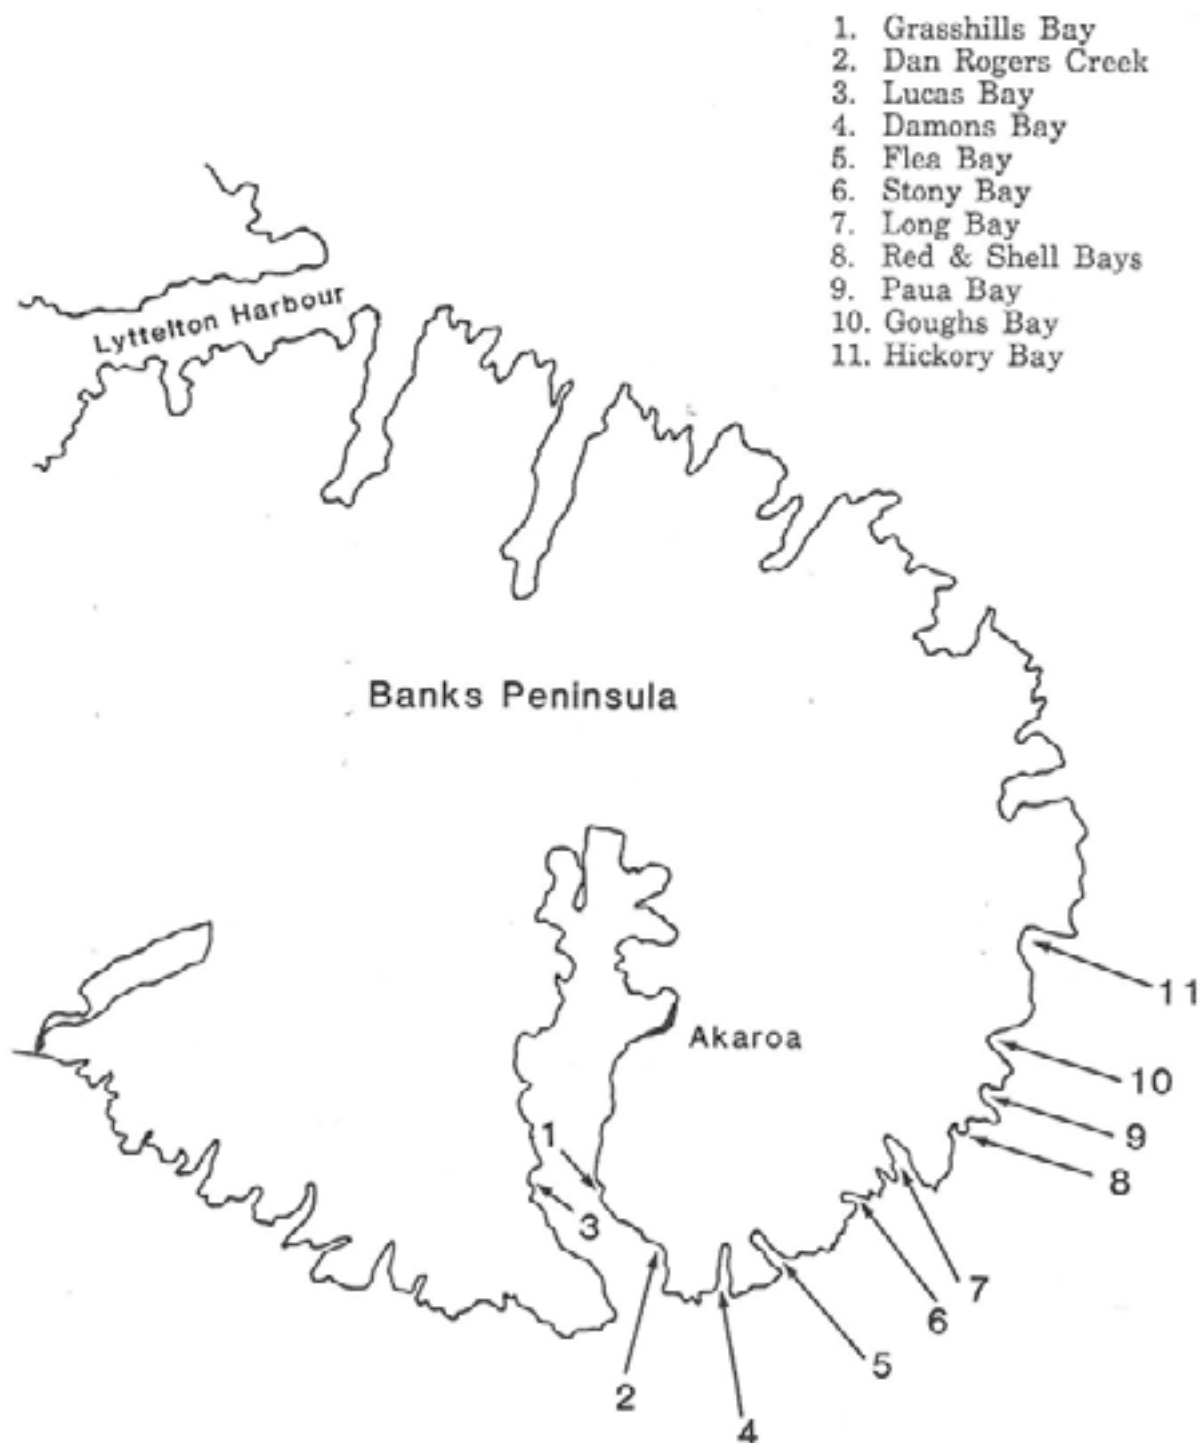 1. Grasshills Bay
2. Dan Rogers Creek
3. Lucas Bay
4. Damons Bay
5. Flea Bay
6. Stony Bay
7. Long Bay
8. Red & Shell Bays
9. Paua Bay
10. Goughs Bay
11. Hickory Bay
Lyttelton Harbour
Banks Peninsula
Akaroa
11
10
9
8
1
3
7
6
5
2
4